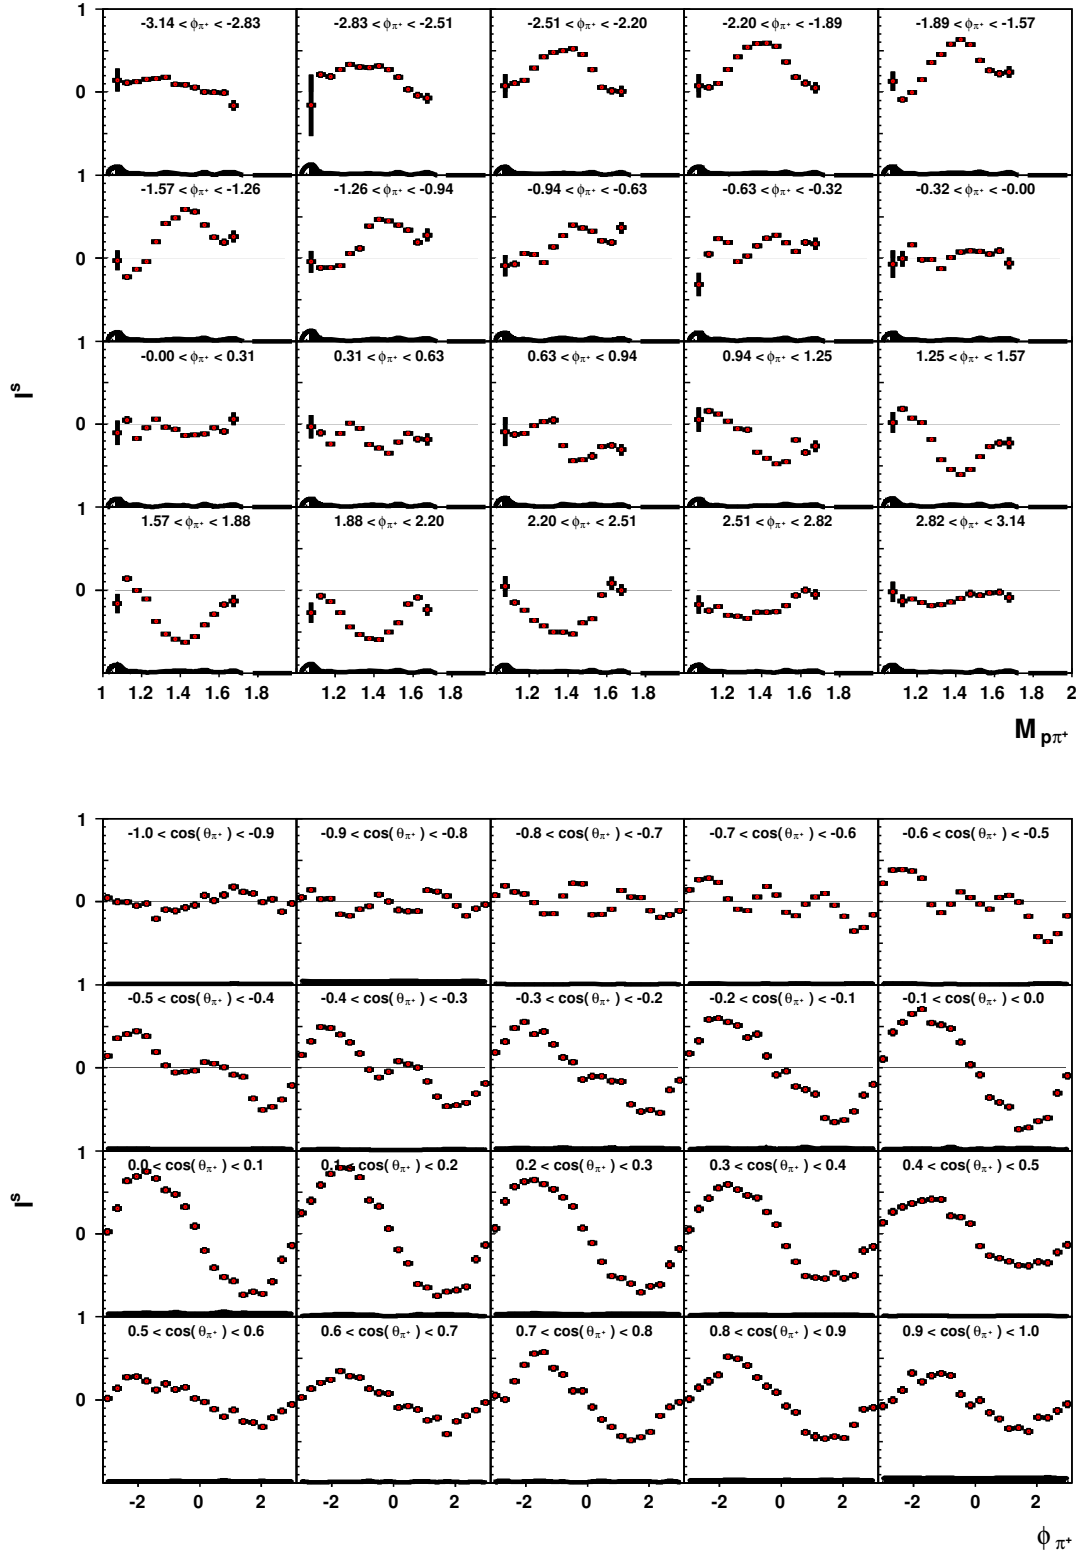 1
-3.14 < ϕπ+ < -2.83 -2.83 < ϕπ+ < -2.51 -2.51 < ϕπ+ < -2.20 -2.20 < ϕπ+ < -1.89 -1.89 < ϕπ+ < -1.57
0
1
-1.57 < ϕπ+ < -1.26 -1.26 < ϕπ+ < -0.94 -0.94 < ϕπ+ < -0.63 -0.63 < ϕπ+ < -0.32 -0.32 < ϕπ+ < -0.00
0
1
-0.00 < ϕπ+ < 0.31 0.31 < ϕπ+ < 0.63 0.63 < ϕπ+ < 0.94 0.94 < ϕπ+ < 1.25 1.25 < ϕπ+ < 1.57
Is
0
1
1.57 < ϕπ+ < 1.88 1.88 < ϕπ+ < 2.20 2.20 < ϕπ+ < 2.51 2.51 < ϕπ+ < 2.82 2.82 < ϕπ+ < 3.14
0
1 1.2 1.4 1.6 1.8 1.2 1.4 1.6 1.8 1.2 1.4 1.6 1.8 1.2 1.4 1.6 1.8 1.2 1.4 1.6 1.8 2
M pπ+
1
-1.0 < cos( θπ+ ) < -0.9 -0.9 < cos( θπ+ ) < -0.8 -0.8 < cos( θπ+ ) < -0.7 -0.7 < cos( θπ+ ) < -0.6 -0.6 < cos( θπ+ ) < -0.5
0
1
-0.5 < cos( θπ+ ) < -0.4 -0.4 < cos( θπ+ ) < -0.3 -0.3 < cos( θπ+ ) < -0.2 -0.2 < cos( θπ+ ) < -0.1 -0.1 < cos( θπ+ ) < 0.0
0
1
0.0 < cos( θπ+ ) < 0.1 0.1 < cos( θπ+ ) < 0.2 0.2 < cos( θπ+ ) < 0.3 0.3 < cos( θπ+ ) < 0.4 0.4 < cos( θπ+ ) < 0.5
Is
0
1
0.5 < cos( θπ+ ) < 0.6 0.6 < cos( θπ+ ) < 0.7 0.7 < cos( θπ+ ) < 0.8 0.8 < cos( θπ+ ) < 0.9 0.9 < cos( θπ+ ) < 1.0
0
-2 0 2 -2 0 2 -2 0 2 -2 0 2 -2 0 2
ϕ π+